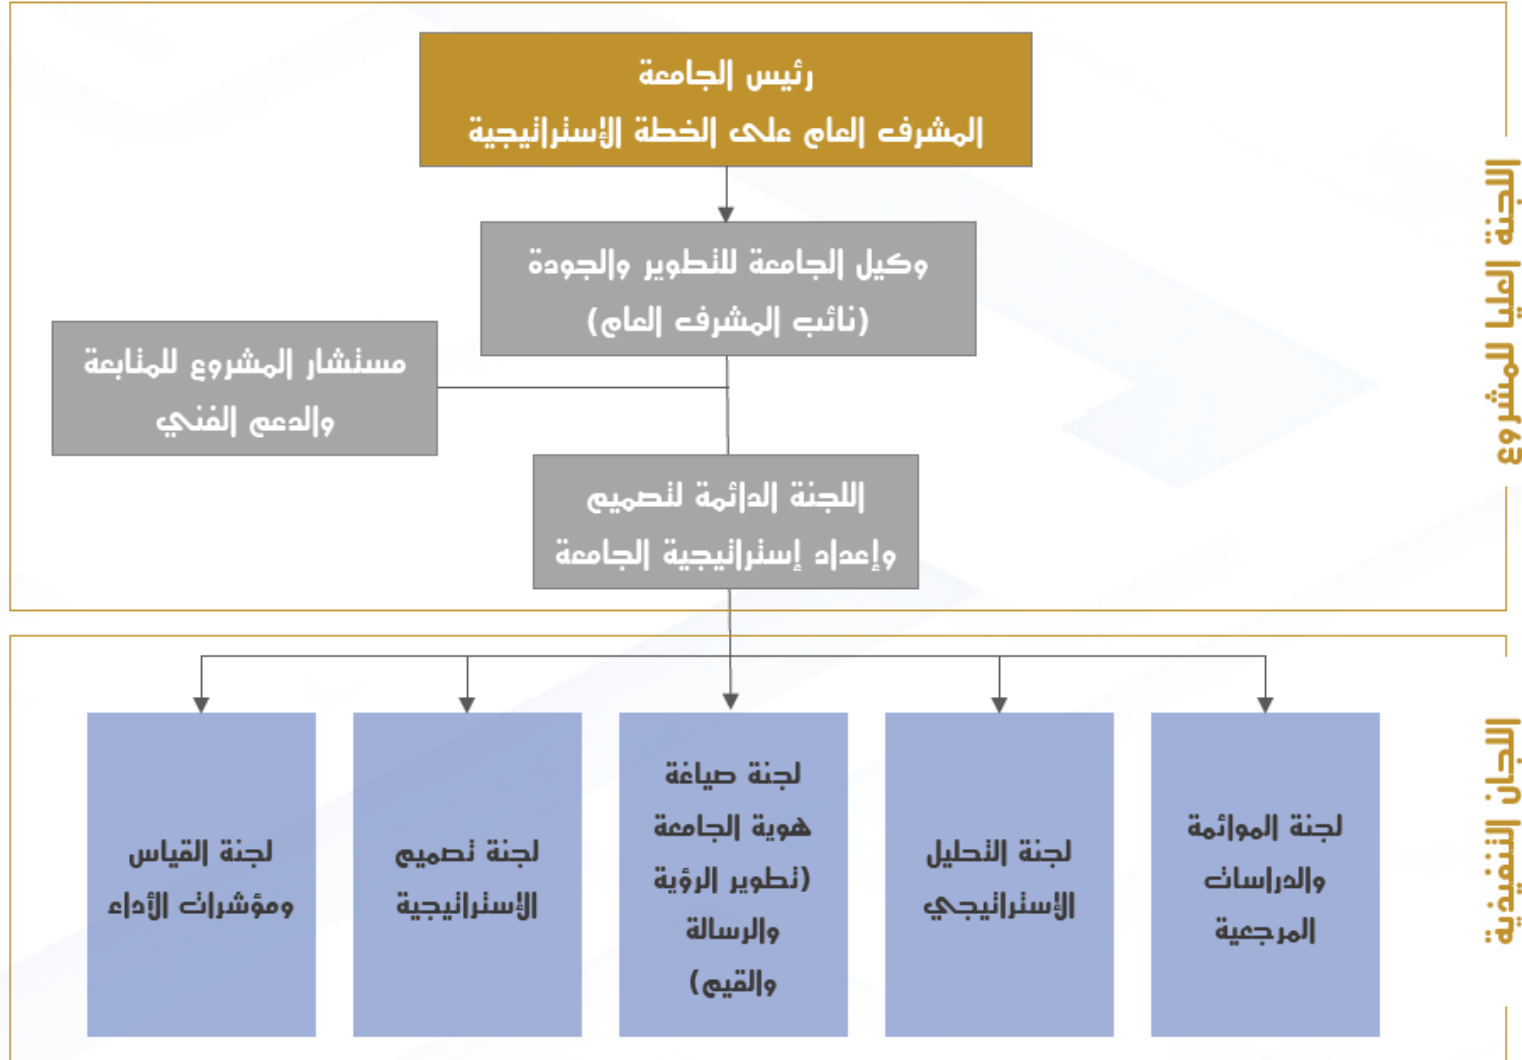 رئيس الجامعة
المشرف العام على الخطة الإستراتيجية
وكيل الجامعة للتطوير والجودة
(نائب المشرف العام)
مستشار المشروع للمتابعة
والدعم الفني
اللجنة الدائمة لتصميم
وإعداد إستراتيجية الجامعة
اللجنة العليا للمشروع
لجنة الموائمة
والدراسات
المرجعية
لجنة التحليل
الإستراتيجي
لجنة صياغة
هوية الجامعة
(تطوير الرؤية
والرسالة
والقيم)
لجنة تصميم
الإستراتيجية
لجنة القياس
ومؤشرات الأداء
اللجان التنفيذية